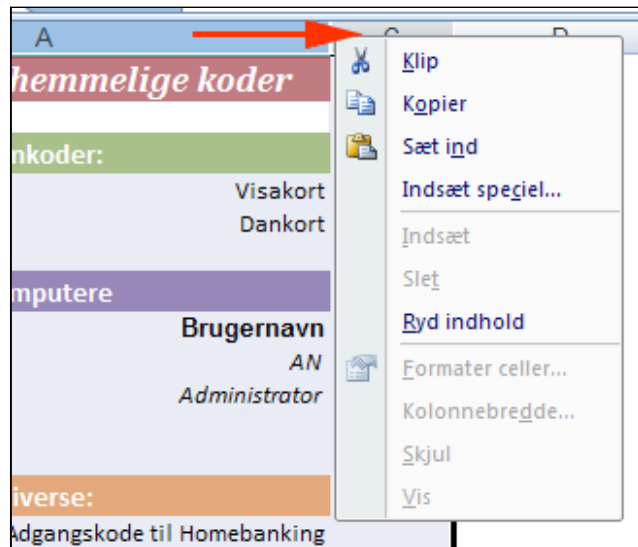 A
hemmelige koder
nkoder:
Visakort
Dankort
mputere
Brugernavn
AN
Administrator
iverse:
Adgangskode til Homebanking
Klip
Kopier
Sæt ind
Indsæt speciel...
Indsæt
Slet
Ryd indhold
Formater celler...
Kolonnebredde...
Skjul
Vis